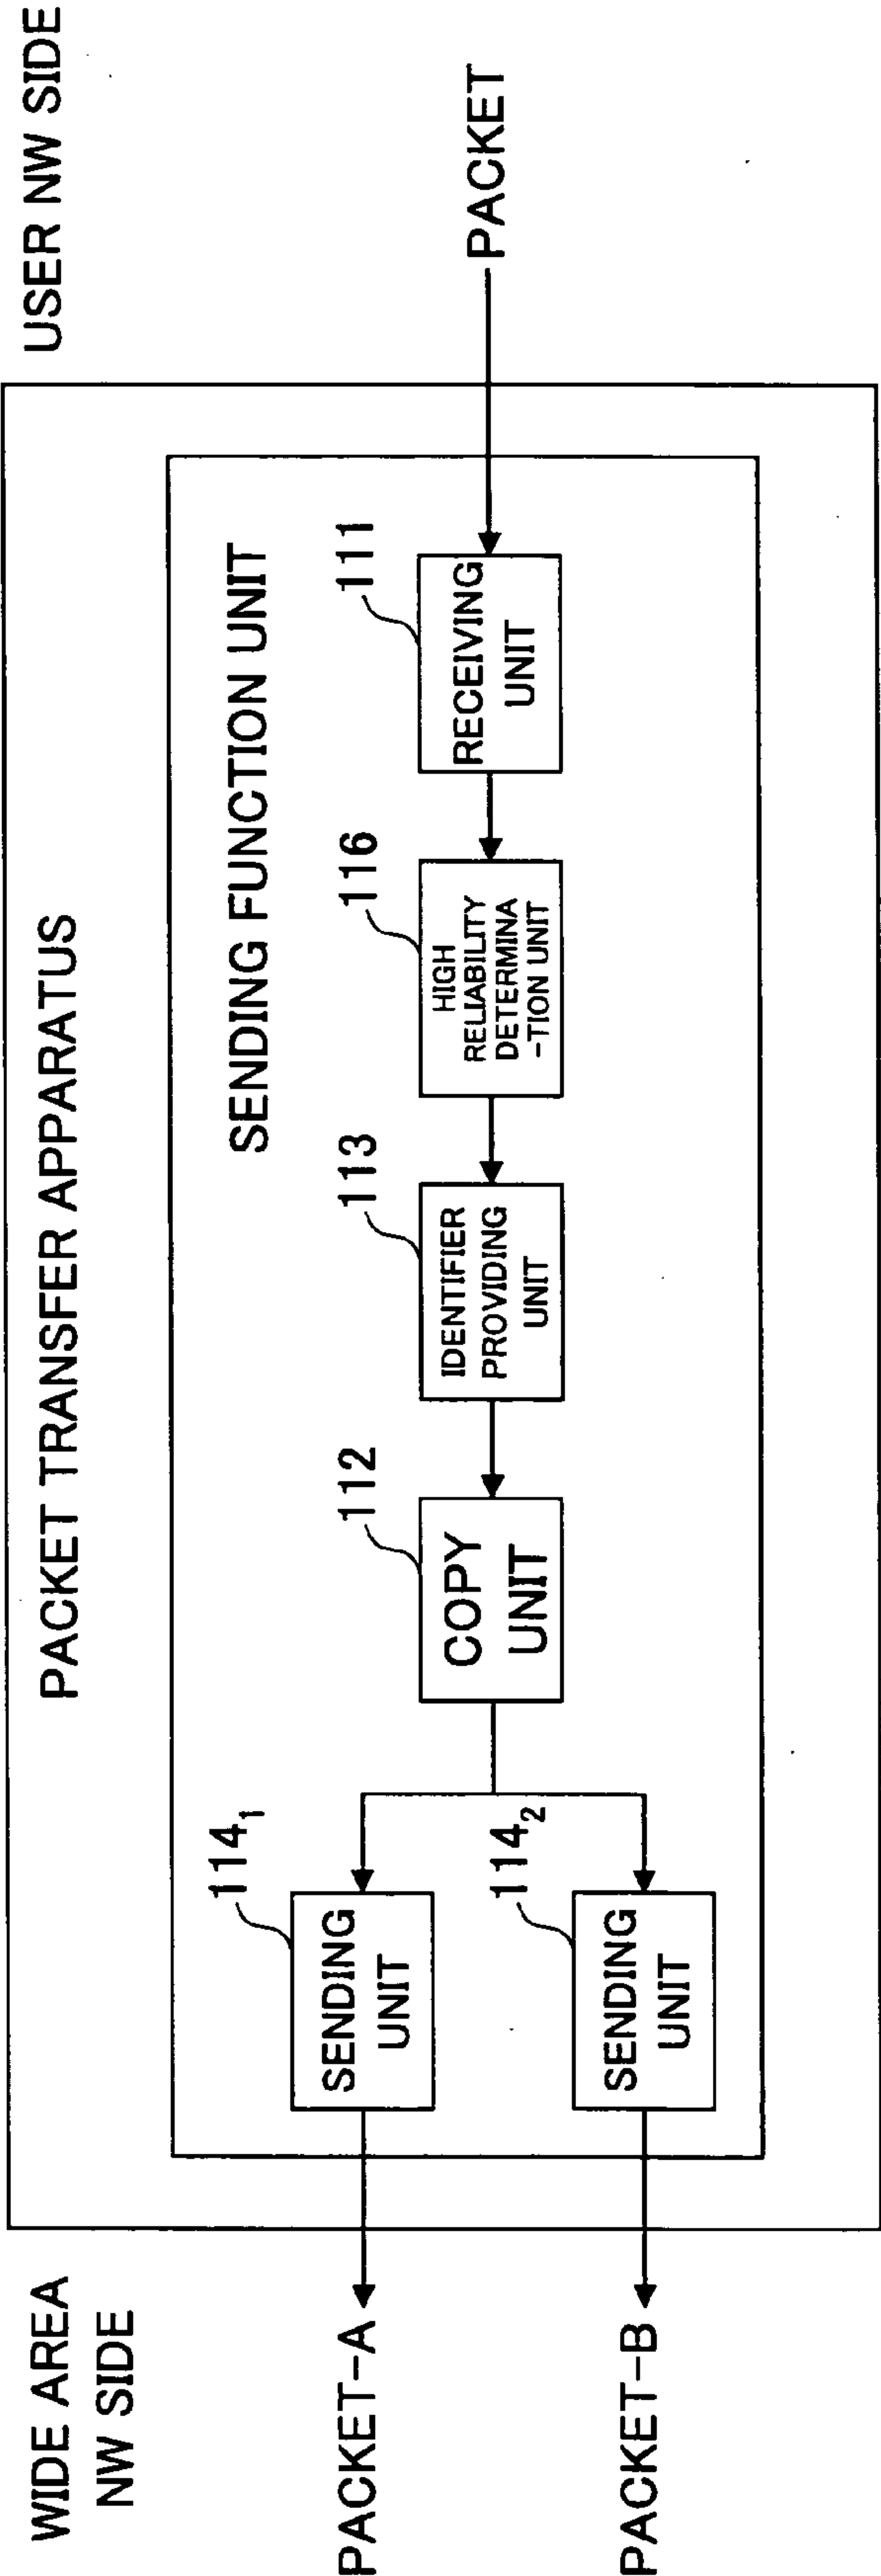 WIDE AREA
NW SIDE
PACKET TRANSFER APPARATUS
USER NW SIDE
SENDING FUNCTION UNIT
114₁
SENDING
UNIT
PACKET-A
114₂
SENDING
UNIT
PACKET-B
112
COPY
UNIT
113
IDENTIFIER
PROVIDING
UNIT
116
HIGH
RELIABILITY
DETERMINA
-TION UNIT
111
RECEIVING
UNIT
PACKET